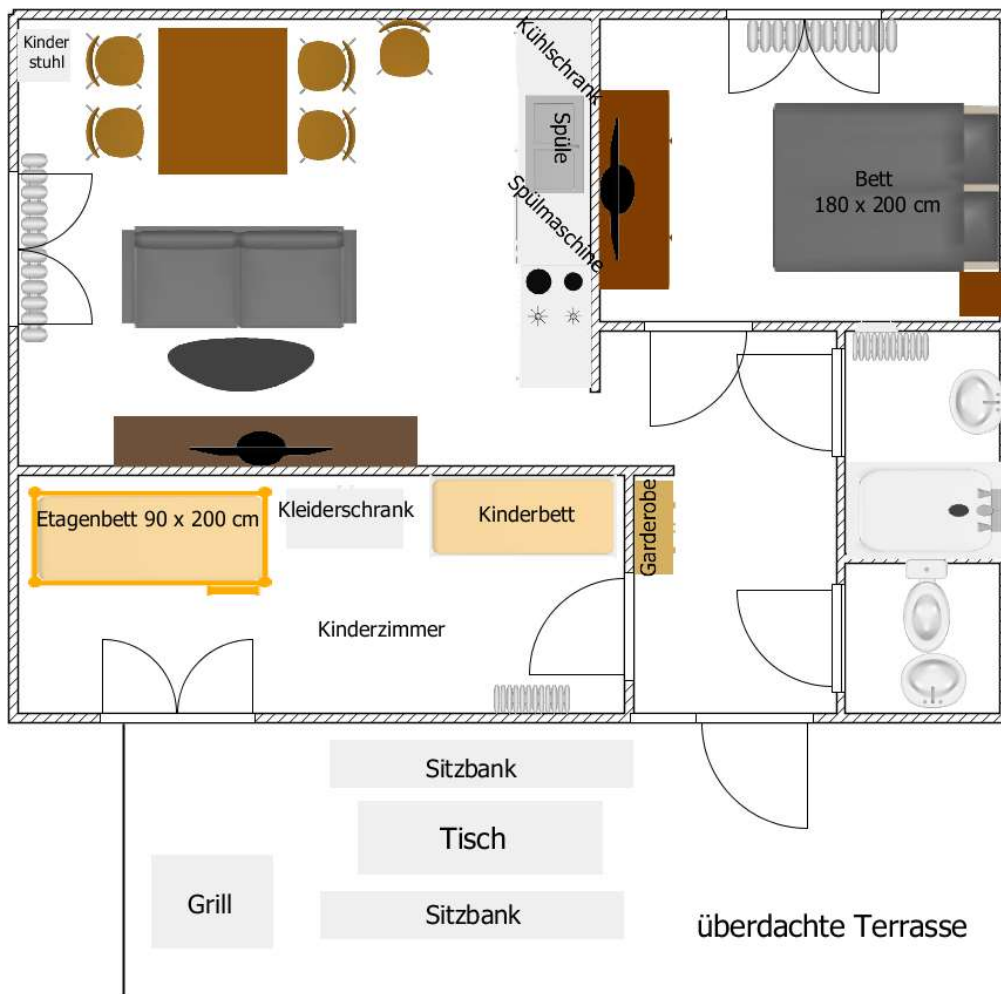 Kinder
stuhl
Kühlschrank
Spüle
Spülmaschine
Bett
180 x 200 cm
Etagenbett 90 x 200 cm
Kleiderschrank
Kinderbett
Garderobe
Kinderzimmer
Sitzbank
Tisch
Grill
Sitzbank
überdachte Terrasse